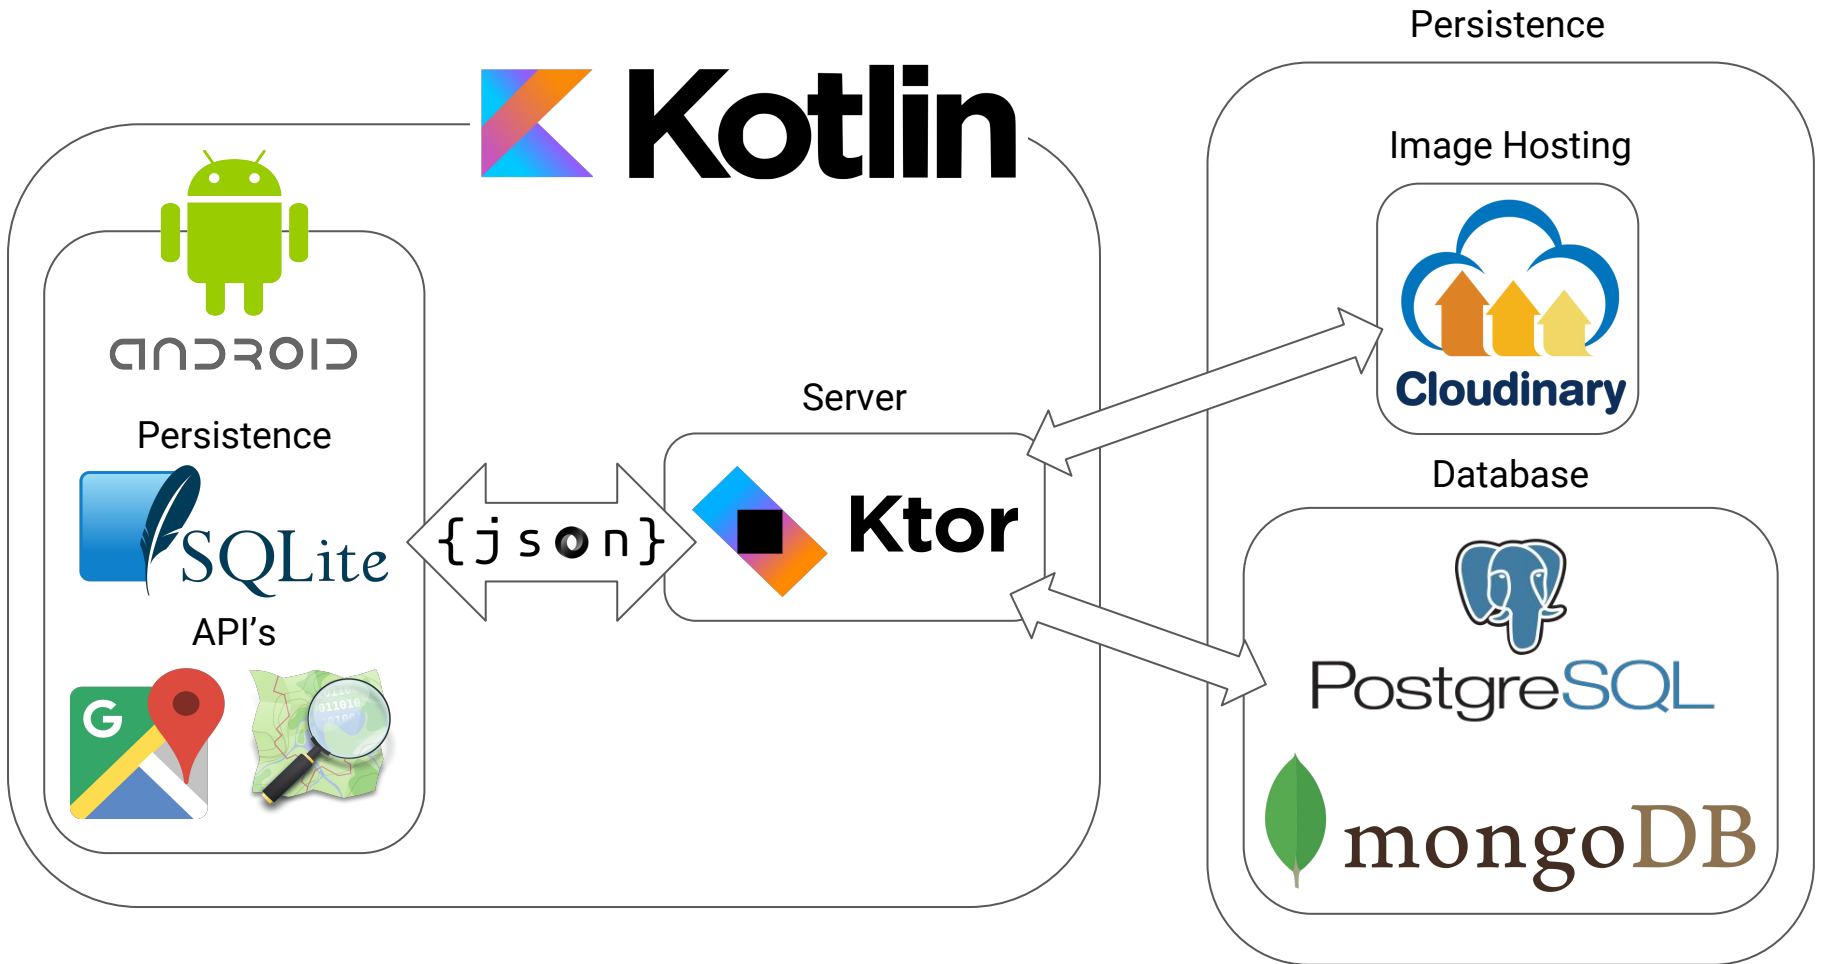 Persistence
Kotlin
Image Hosting
Cloudinary
ANDROID
Server
Persistence
SQLite
{json}
Ktor
Database
API's
G
PostgreSQL
mongoDB